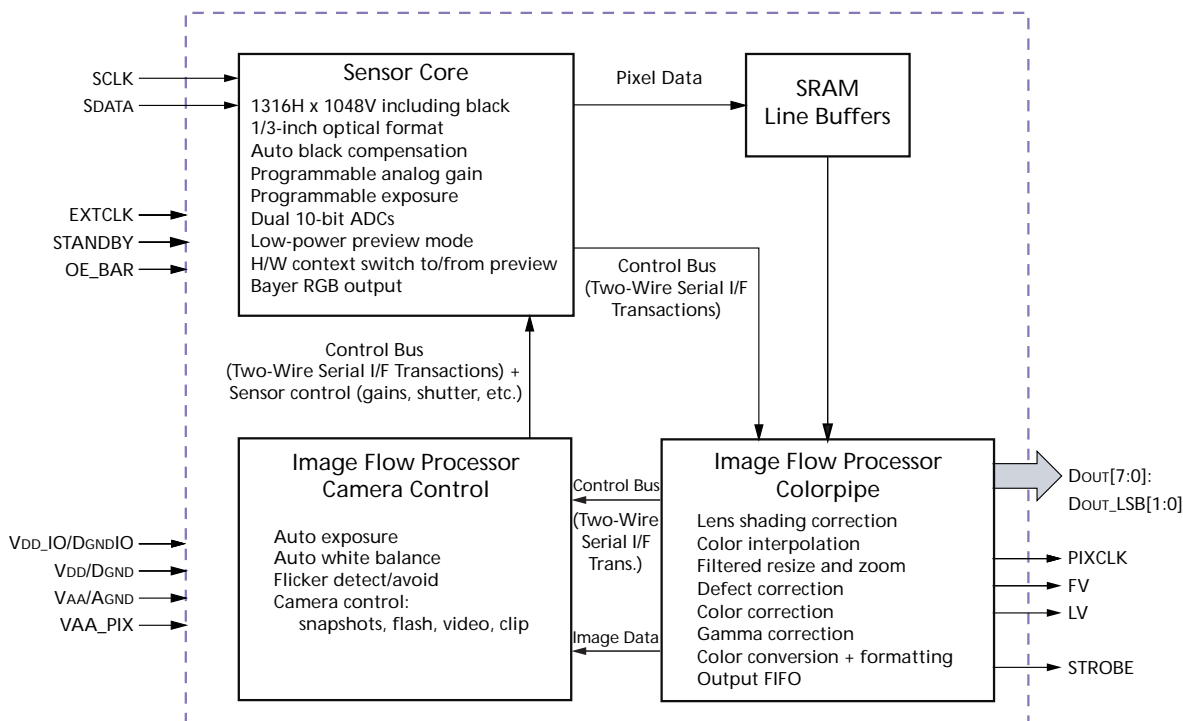 SCLK
SDATA
EXTCLK
STANDBY
OE_BAR
VDD_IO/DGNDIO
VDD/DGND
VAA/AGND
VAA_PIX
Sensor Core
1316H x 1048V including black
1/3-inch optical format
Auto black compensation
Programmable analog gain
Programmable exposure
Dual 10-bit ADCs
Low-power preview mode
H/W context switch to/from preview
Bayer RGB output
Pixel Data
SRAM
Line Buffers
Control Bus
(Two-Wire Serial I/F
Transactions)
Control Bus
(Two-Wire Serial I/F Transactions) +
Sensor control (gains, shutter, etc.)
Image Flow Processor
Camera Control
Auto exposure
Auto white balance
Flicker detect/avoid
Camera control:
snapshots, flash, video, clip
Control Bus
(Two-Wire
Serial I/F
Trans.)
Image Data
Image Flow Processor
Colorpipe
Lens shading correction
Color interpolation
Filtered resize and zoom
Defect correction
Color correction
Gamma correction
Color conversion + formatting
Output FIFO
DOUT[7:0]:
DOUT_LSB[1:0]
PIXCLK
FV
LV
STROBE